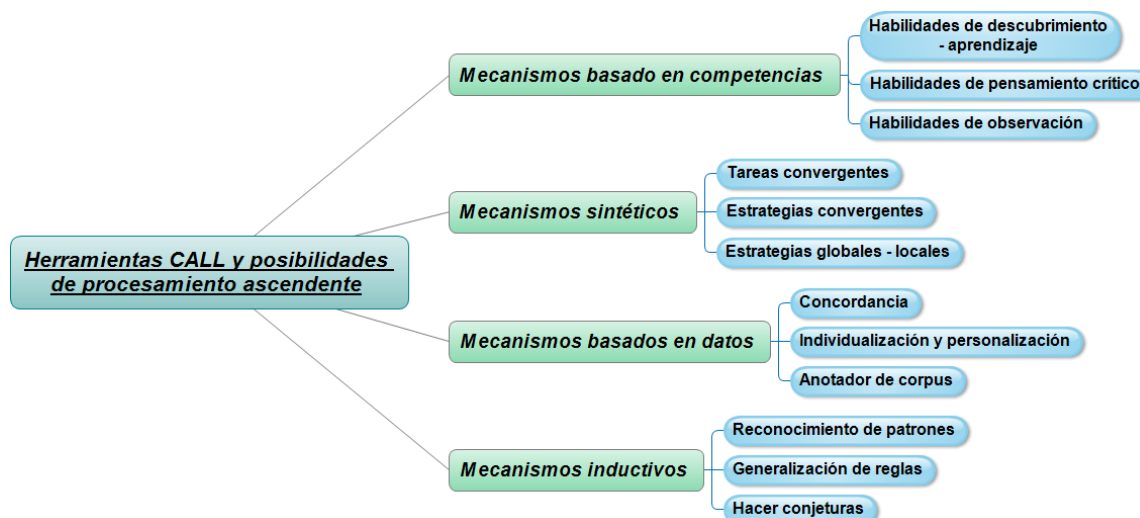 Herramientas CALL y posibilidades
de procesamiento ascendente
Mecanismos basado en competencias
Habilidades de descubrimiento
- aprendizaje
Habilidades de pensamiento crítico
Habilidades de observación
Mecanismos sintéticos
Tareas convergentes
Estrategias convergentes
Estrategias globales - locales
Mecanismos basados en datos
Concordancia
Individualización y personalización
Anotador de corpus
Mecanismos inductivos
Reconocimiento de patrones
Generalización de reglas
Hacer conjeturas